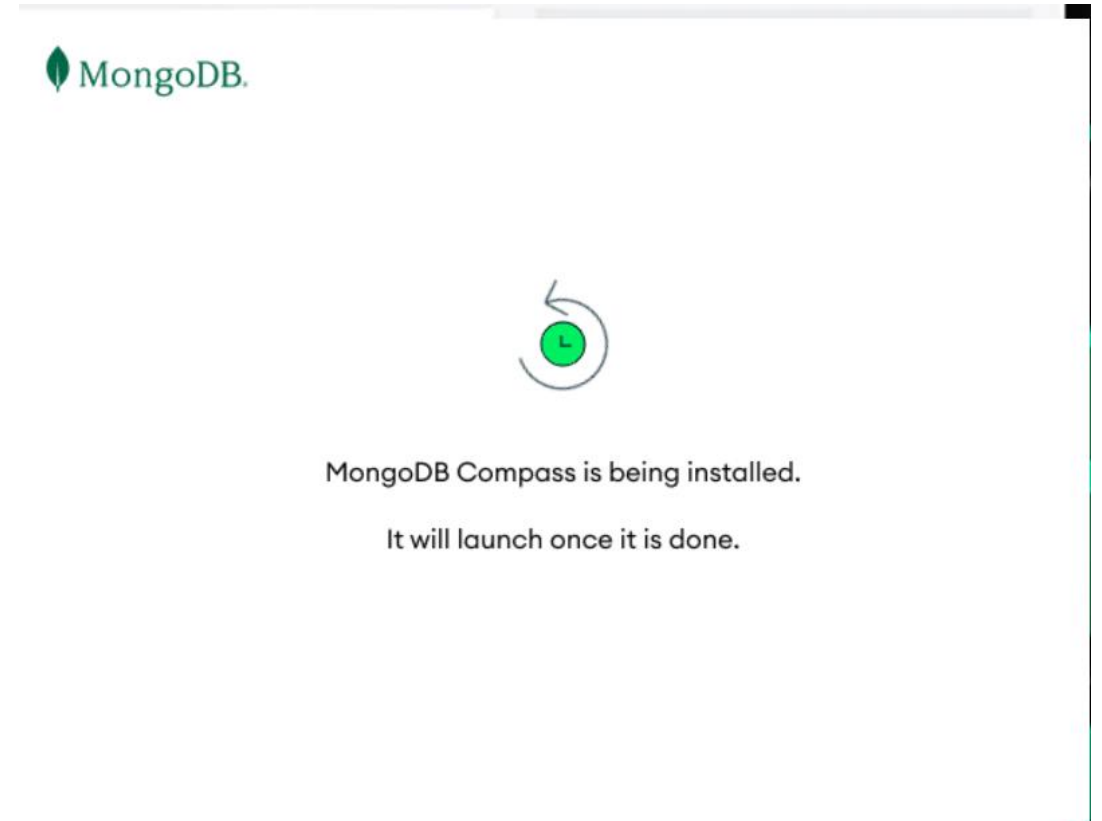 MongoDB.
MongoDB Compass is being installed.
It will launch once it is done.